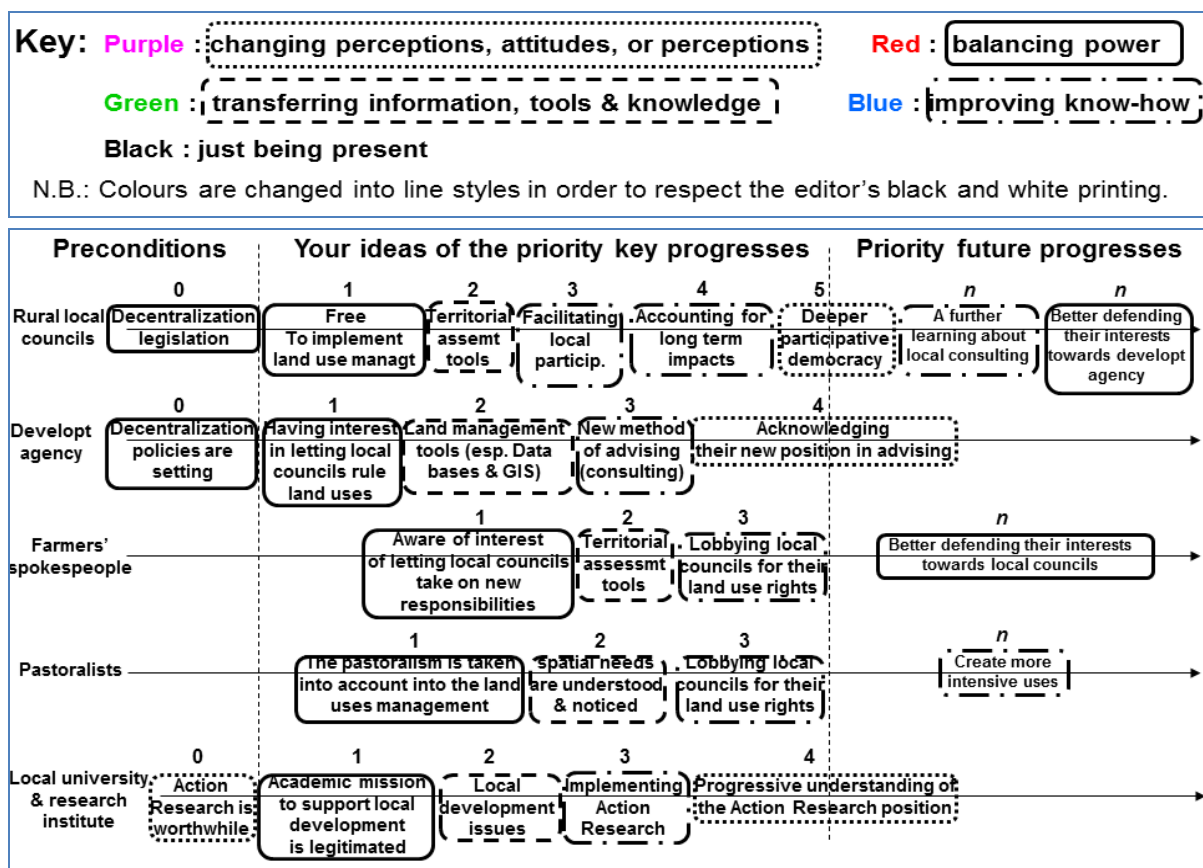 Key: Purple : changing perceptions, attitudes, or perceptions Red : balancing power
Green : transferring information, tools & knowledge Blue : improving know-how
Black : just being present
N.B.: Colours are changed into line styles in order to respect the editor's black and white printing.
Preconditions Your ideas of the priority key progresses Priority future progresses
Rural local
councils
0
Decentralization
legislation
1
Free
To implement
land use managt
2
Territorial
assemt
tools
3
Facilitating
local
particip.
4
Accounting for
long term
impacts
5
Deeper
participative
democracy
n
A further
learning about
local consulting
n
Better defending
their interests
towards developt
agency
Developt
agency
0
Decentralization
policies are
setting
1
Having interest
in letting local
councils rule
land uses
2
Land management
tools (esp. Data
bases & GIS)
3
New method
of advising
(consulting)
4
Acknowledging
their new position in advising
Farmers'
spokespeople
1
Aware of interest
of letting local councils
take on new
responsibilities
2
Territorial
assessmt
tools
3
Lobbying local
councils for their
land use rights
n
Better defending their interests
towards local councils
Pastoralists
1
The pastoralism is taken
into account into the land
uses management
2
spatial needs
are understood
& noticed
3
Lobbying local
councils for their
land use rights
n
Create more
intensive uses
Local university
& research
institute
0
Action
Research is
worthwhile
1
Academic mission
to support local
development
is legitimated
2
Local
development
issues
3
Implementing
Action
Research
4
Progressive understanding of
the Action Research position